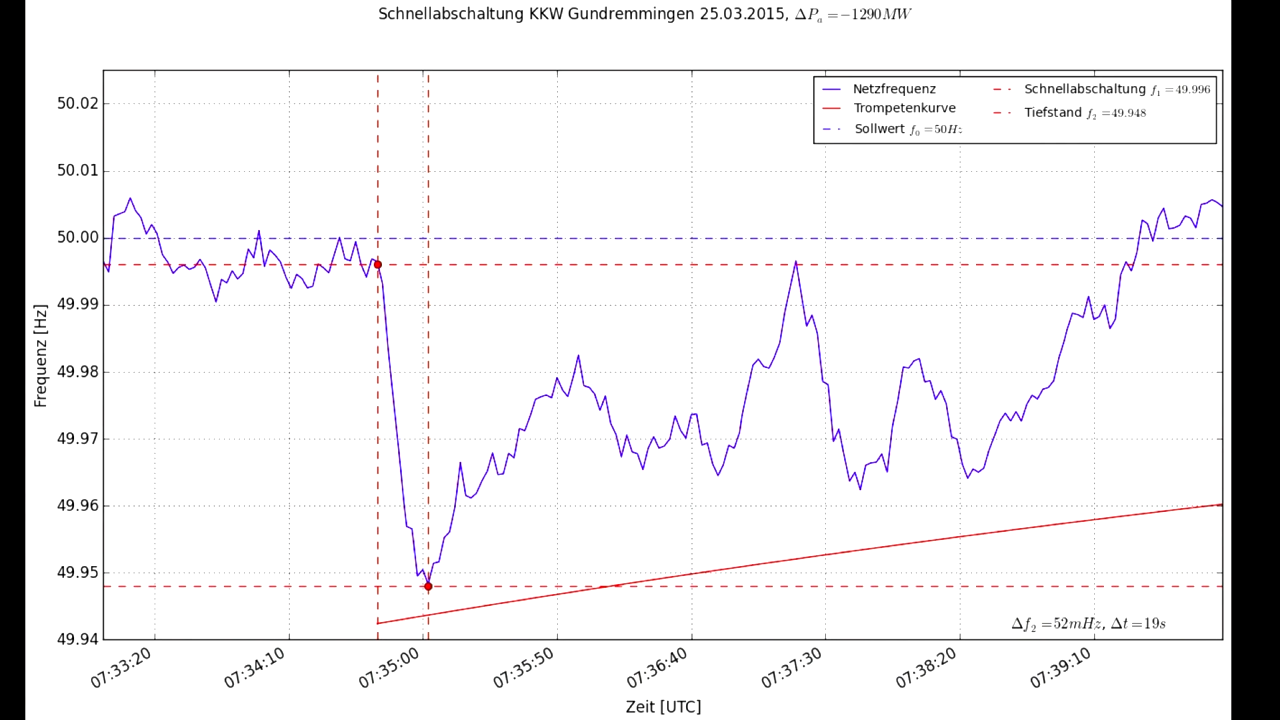 Schnellabschaltung KKW Gundremmingen 25.03.2015, ΔPₐ = −1290MW
Netzfrequenz
Trompetenkurve
Sollwert f₀ = 50Hz
Schnellabschaltung f₁ = 49.996
Tiefstand f₂ = 49.948
50.02
50.01
50.00
49.99
49.98
49.97
49.96
49.95
49.94
Frequenz [Hz]
Δf₂ = 52mHz, Δt = 19s
07:33:20
07:34:10
07:35:00
07:35:50
07:36:40
07:37:30
07:38:20
07:39:10
Zeit [UTC]